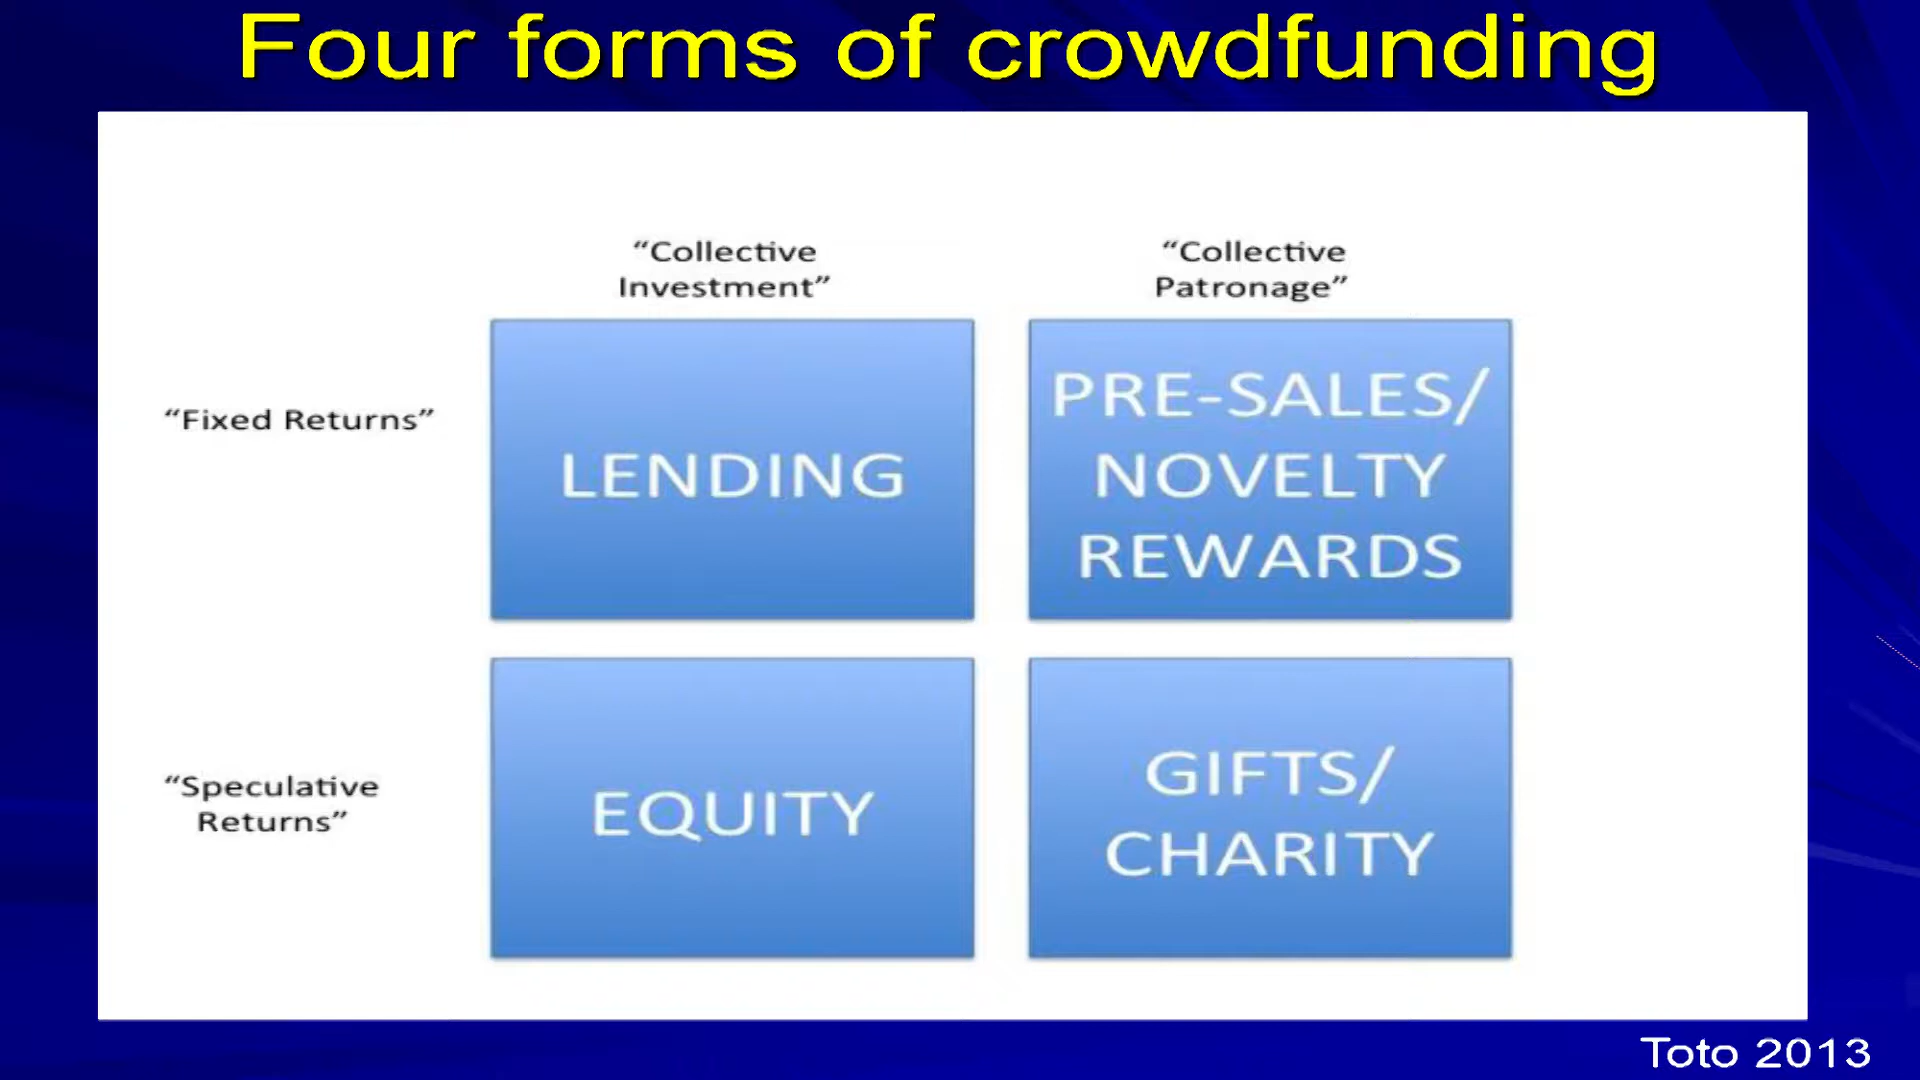 Four forms of crowdfunding
“Collective
Investment”
“Collective
Patronage”
“Fixed Returns”
LENDING
PRE-SALES/
NOVELTY
REWARDS
“Speculative
Returns”
EQUITY
GIFTS/
CHARITY
Toto 2013